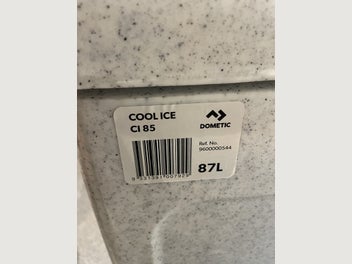 COOL ICE
CI 85
DOMETIC
Ref. No.
9600000544
87L